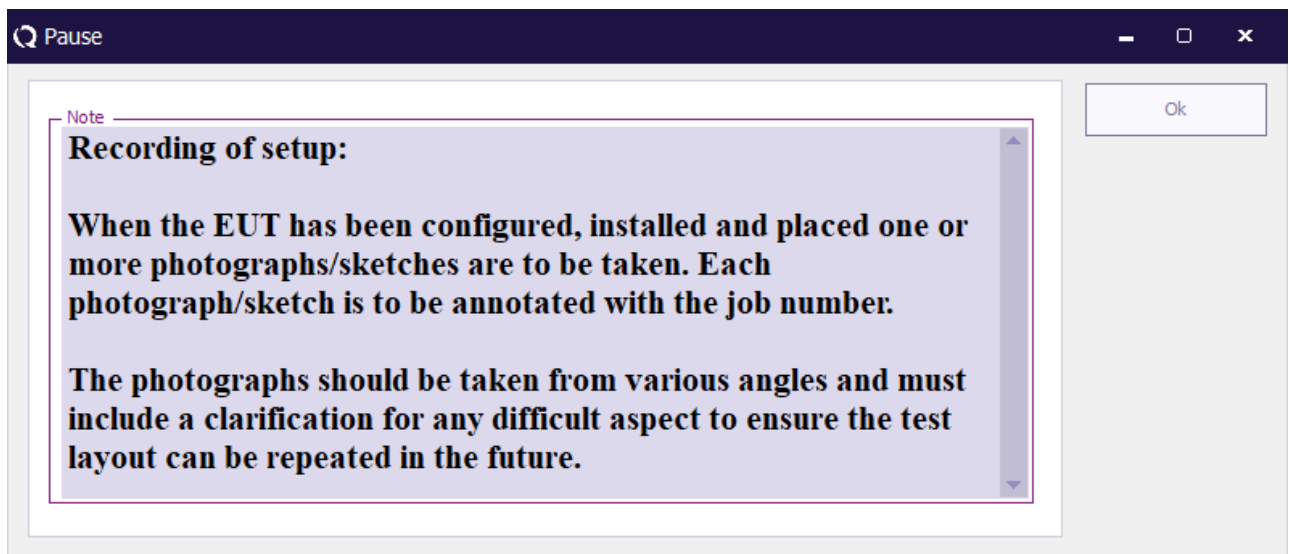 Pause
Ok
Note
Recording of setup:
When the EUT has been configured, installed and placed one or
more photographs/sketches are to be taken. Each
photograph/sketch is to be annotated with the job number.
The photographs should be taken from various angles and must
include a clarification for any difficult aspect to ensure the test
layout can be repeated in the future.